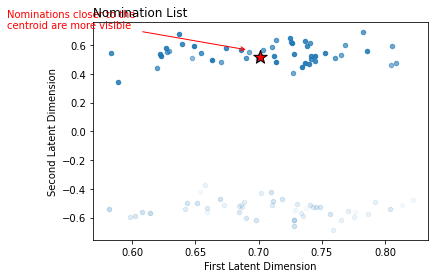 Nomination List
Nominations closer to the
centroid are more visible
0.6
0.4
0.2
0.0
−0.2
−0.4
−0.6
Second Latent Dimension
0.60 0.65 0.70 0.75 0.80
First Latent Dimension